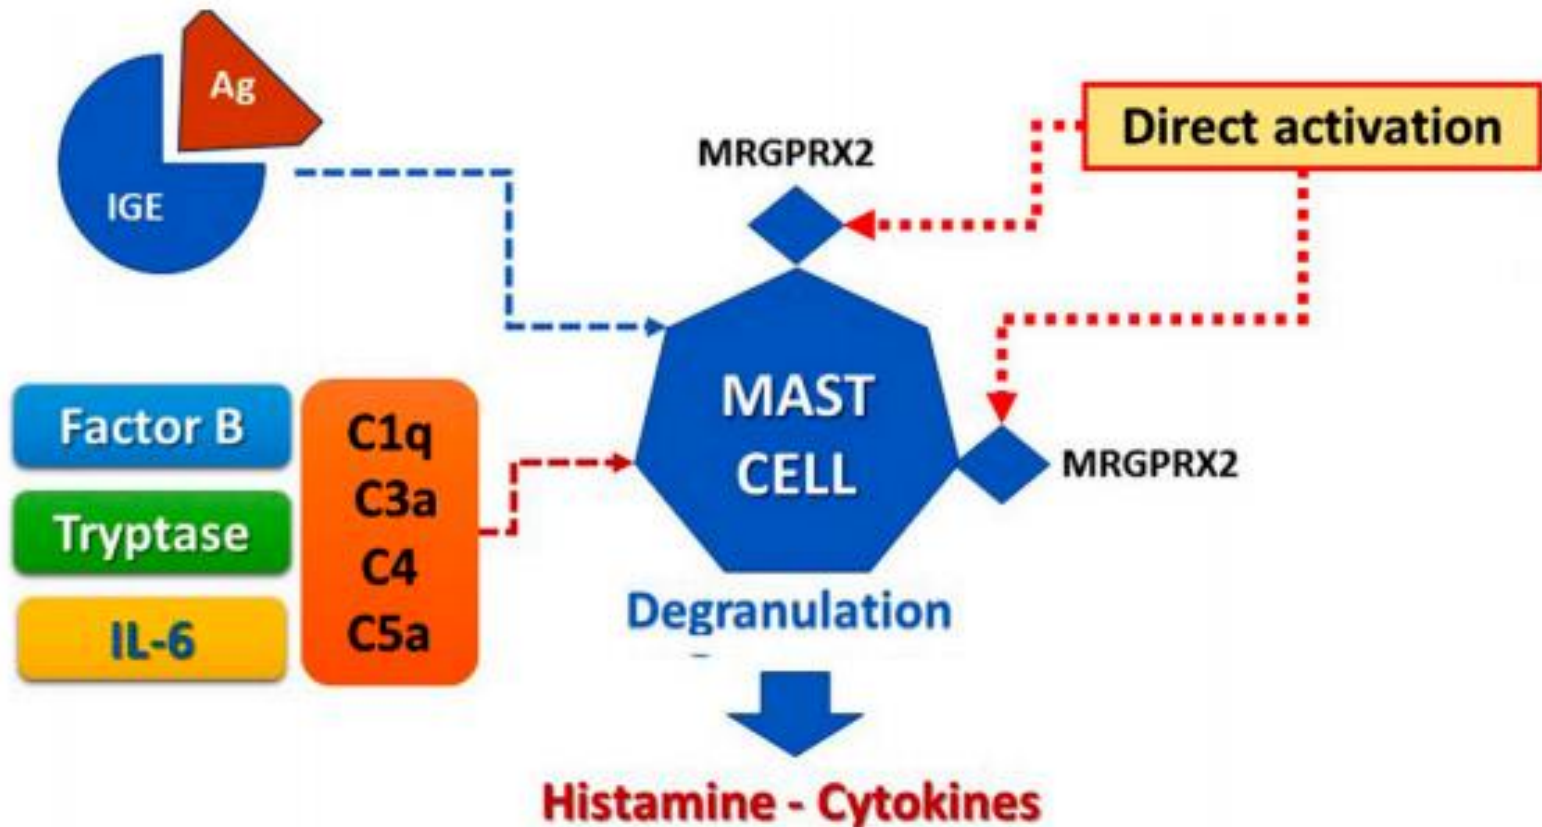 Ag
IGE
MRGPRX2
Direct activation
Factor B
Tryptase
IL-6
C1q
C3a
C4
C5a
MAST
CELL
MRGPRX2
Degranulation
Histamine - Cytokines